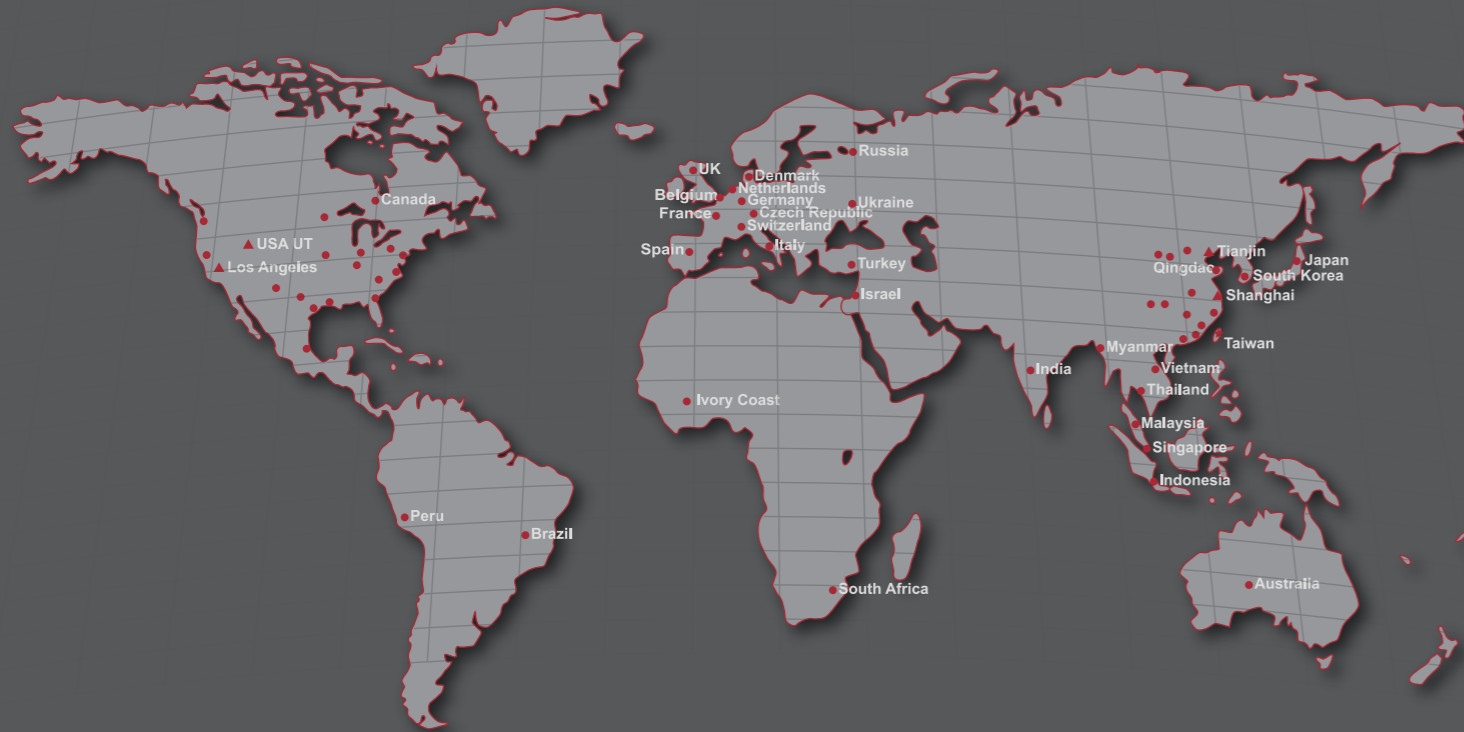 Russia
UK
Denmark
Netherlands
Belgium
Germany
Canada
Ukraine
France
Czech Republic
Switzerland
USA UT
Italy
Spain
Tianjin
Turkey
Japan
Los Angeles
Qingdao
South Korea
Israel
Shanghai
Taiwan
Myanmar
India
Vietnam
Thailand
Ivory Coast
Malaysia
Singapore
Indonesia
Peru
Brazil
Australia
South Africa